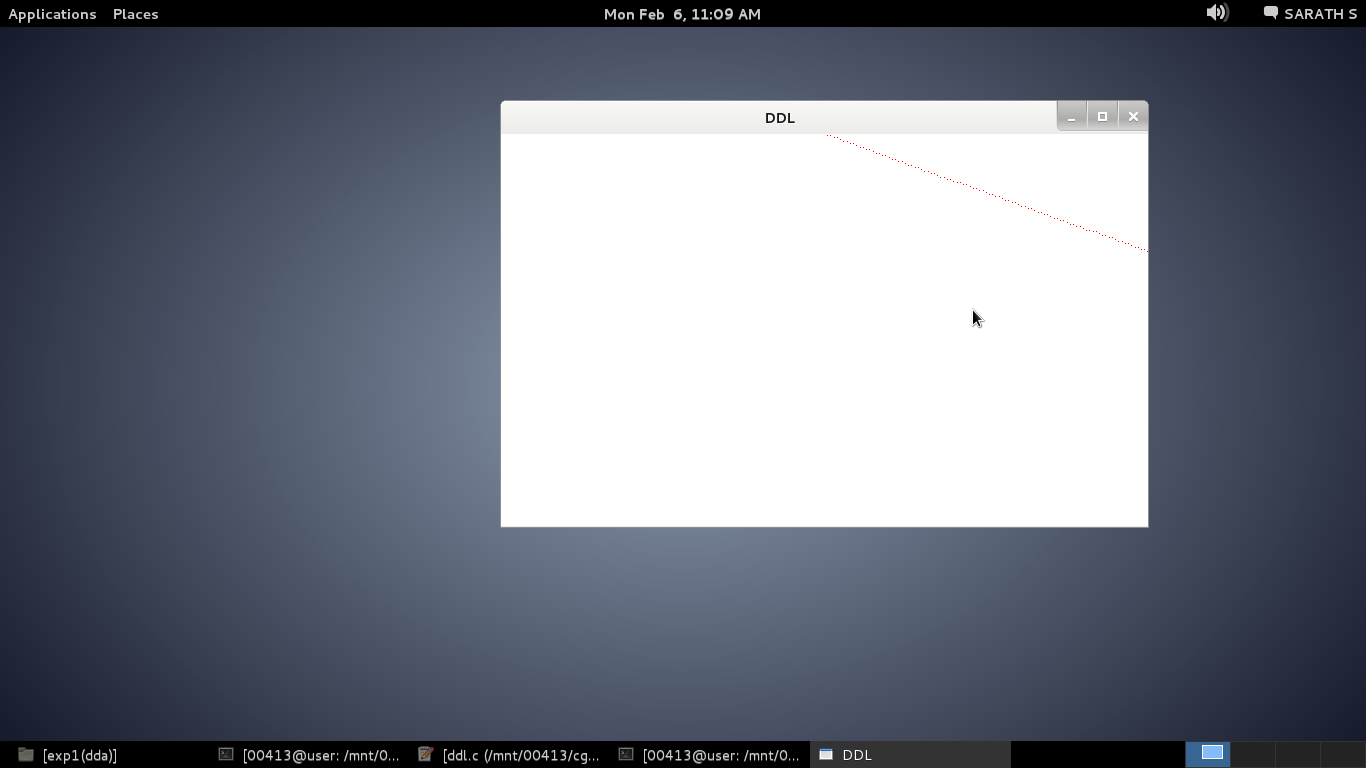 Applications Places Mon Feb 6, 11:09 AM SARATH S
DDL
[exp1(dda)] [00413@user: /mnt/0... [ddl.c (/mnt/00413/cg... [00413@user: /mnt/0... DDL